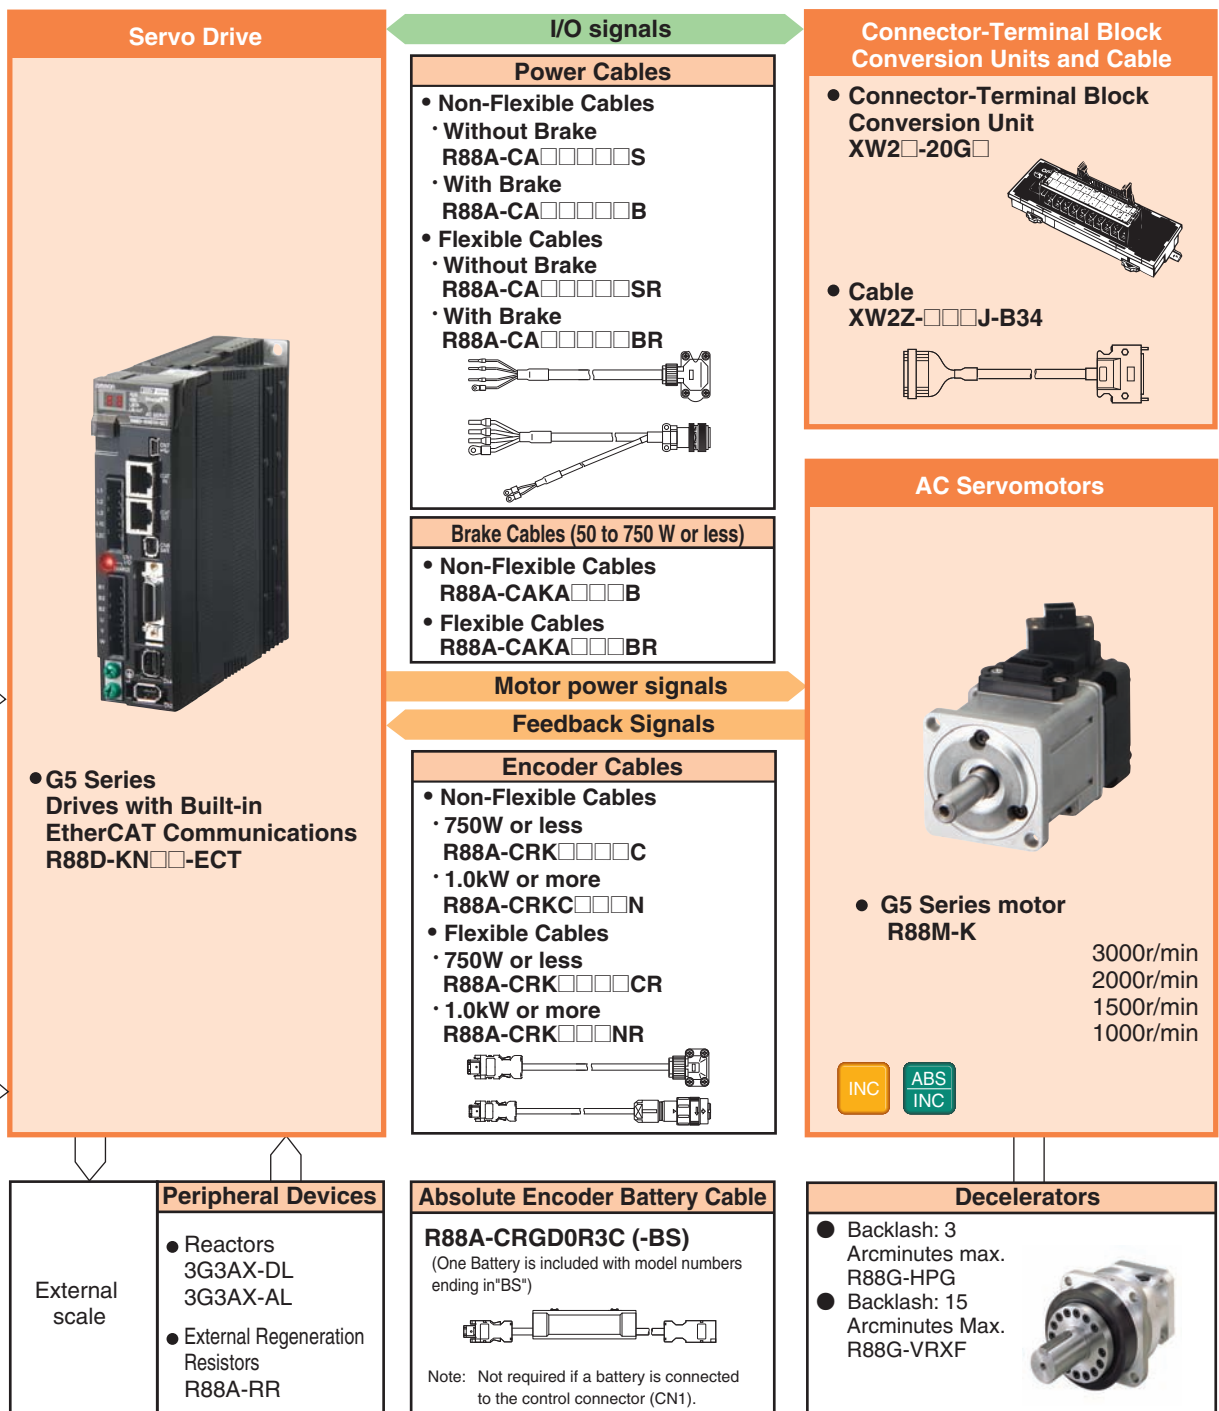 Servo Drive
G5 Series
Drives with Built-in
EtherCAT Communications
R88D-KN□□-ECT
I/O signals
Power Cables
• Non-Flexible Cables
· Without Brake
R88A-CA□□□□□S
· With Brake
R88A-CA□□□□□B
• Flexible Cables
· Without Brake
R88A-CA□□□□□SR
· With Brake
R88A-CA□□□□□BR
Brake Cables (50 to 750 W or less)
• Non-Flexible Cables
R88A-CAKA□□□B
• Flexible Cables
R88A-CAKA□□□BR
Motor power signals
Feedback Signals
Encoder Cables
• Non-Flexible Cables
· 750W or less
R88A-CRK□□□□C
· 1.0kW or more
R88A-CRKC□□□N
• Flexible Cables
· 750W or less
R88A-CRK□□□□CR
· 1.0kW or more
R88A-CRK□□□NR
Connector-Terminal Block
Conversion Units and Cable
● Connector-Terminal Block
Conversion Unit
XW2□-20G□
● Cable
XW2Z-□□□J-B34
AC Servomotors
● G5 Series motor
R88M-K
3000r/min
2000r/min
1500r/min
1000r/min
INC
ABS
INC
External
scale
Peripheral Devices
● Reactors
3G3AX-DL
3G3AX-AL
● External Regeneration
Resistors
R88A-RR
Absolute Encoder Battery Cable
R88A-CRGD0R3C (-BS)
(One Battery is included with model numbers
ending in"BS")
Note: Not required if a battery is connected
to the control connector (CN1).
Decelerators
● Backlash: 3
Arcminutes max.
R88G-HPG
● Backlash: 15
Arcminutes Max.
R88G-VRXF